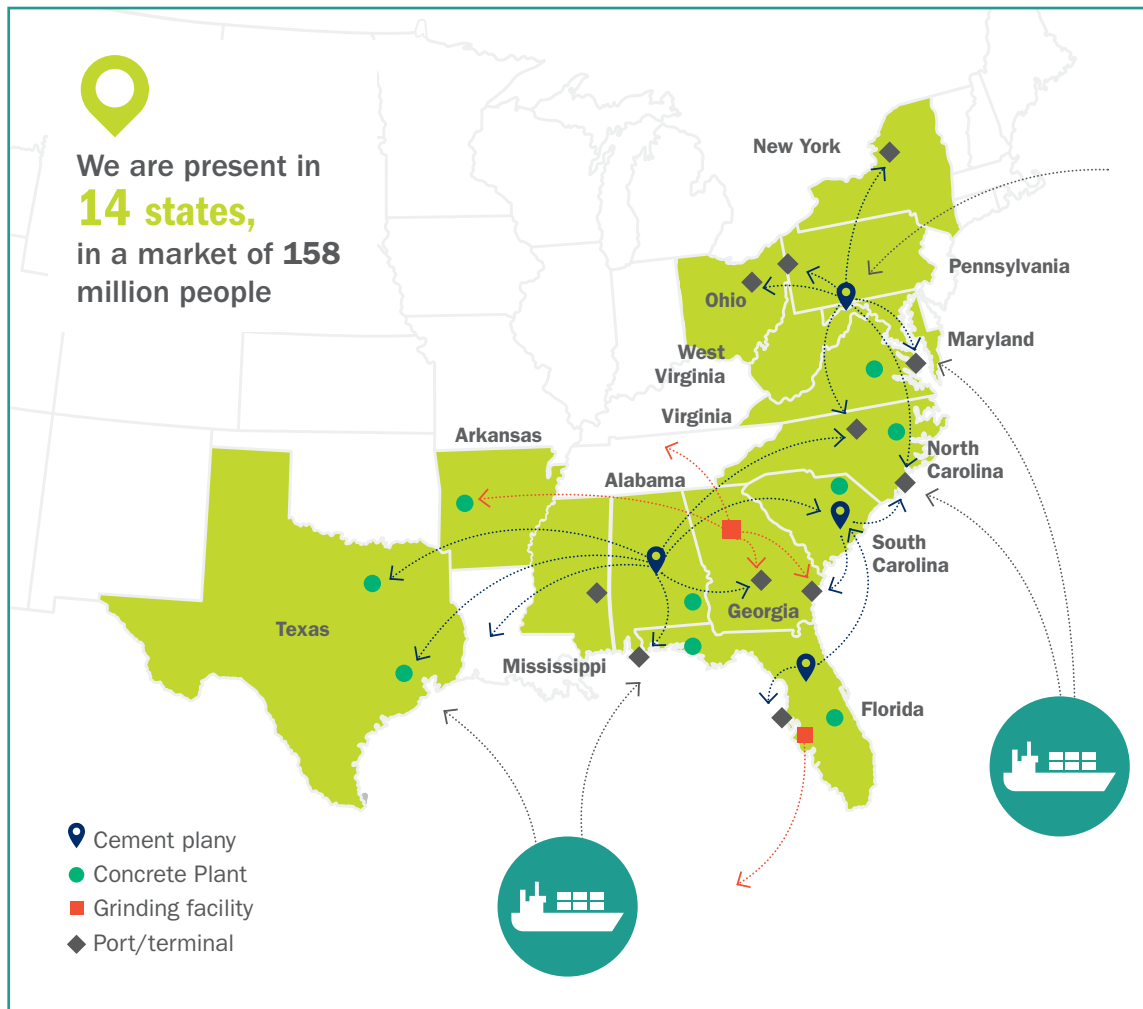 We are present in
14 states,
in a market of 158
million people
New York
Pennsylvania
Ohio
Maryland
West
Virginia
Virginia
Arkansas
North
Carolina
Alabama
South
Carolina
Georgia
Texas
Mississippi
Florida
Cement plany
Concrete Plant
Grinding facility
Port/terminal